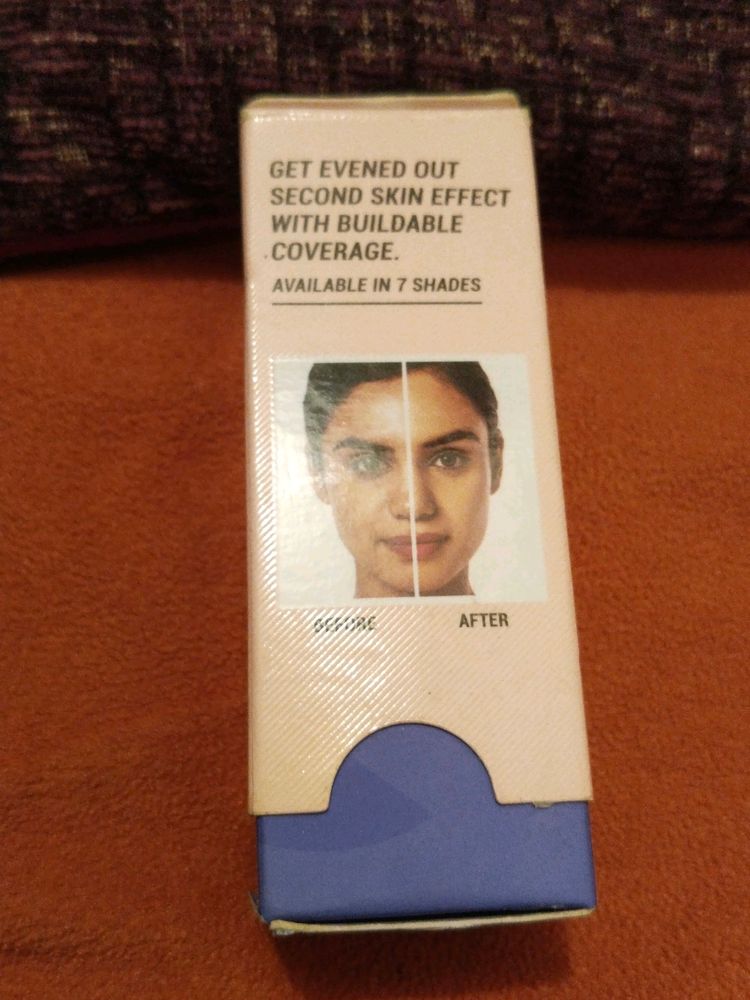 GET EVENED OUT
SECOND SKIN EFFECT
WITH BUILDABLE
COVERAGE.
AVAILABLE IN 7 SHADES
BEFORE AFTER